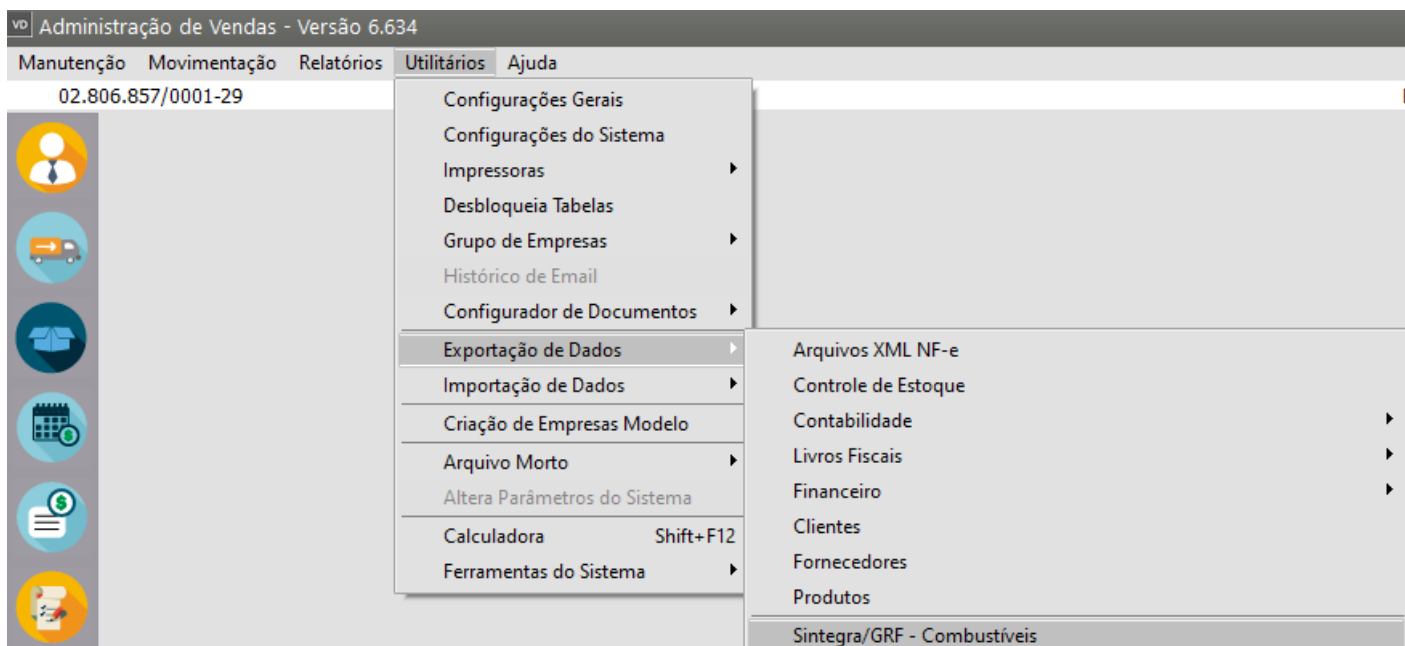 VD Administração de Vendas - Versão 6.634
Manutenção Movimentação Relatórios Utilitários Ajuda
02.806.857/0001-29
Configurações Gerais
Configurações do Sistema
Impressoras
Desbloqueia Tabelas
Grupo de Empresas
Histórico de Email
Configurador de Documentos
Exportação de Dados
Importação de Dados
Criação de Empresas Modelo
Arquivo Morto
Altera Parâmetros do Sistema
Calculadora Shift+F12
Ferramentas do Sistema
Arquivos XML NF-e
Controle de Estoque
Contabilidade
Livros Fiscais
Financeiro
Clientes
Fornecedores
Produtos
Sintegra/GRF - Combustíveis